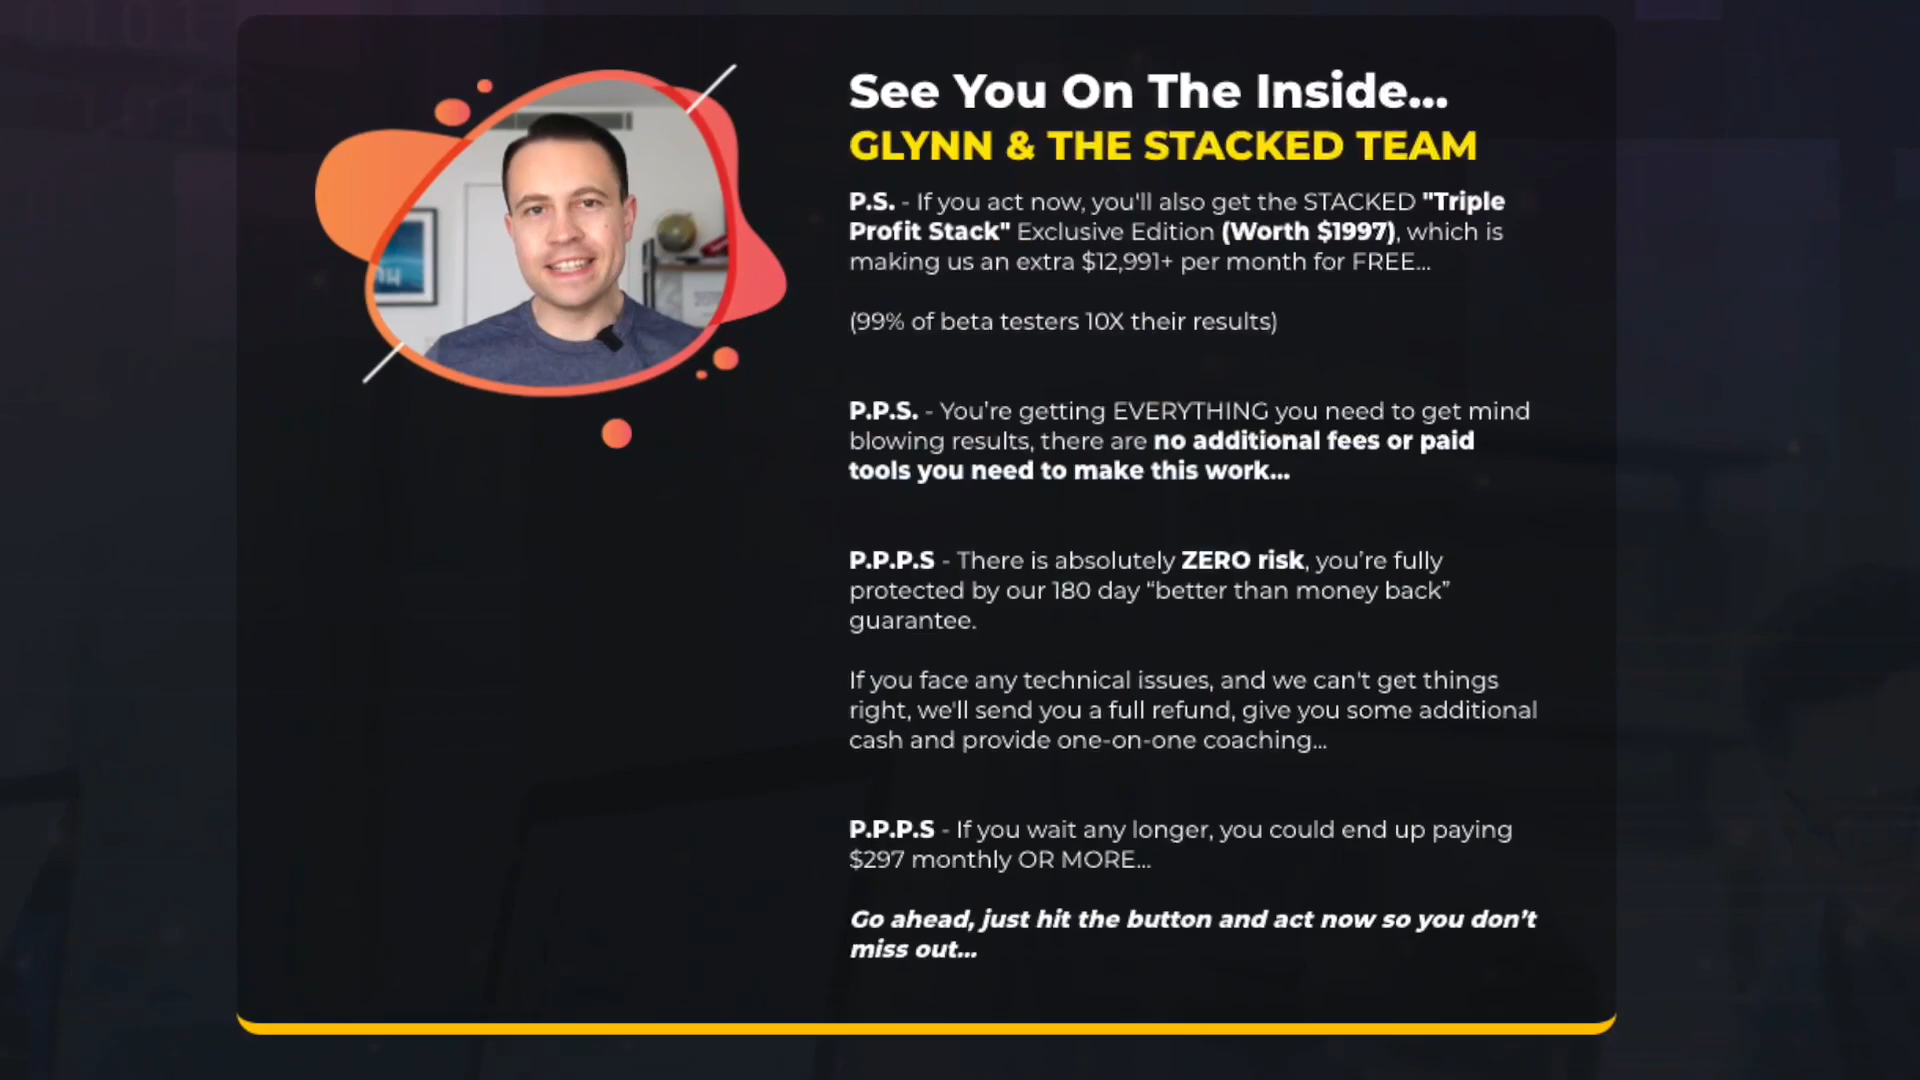 See You On The Inside...
GLYNN & THE STACKED TEAM
P.S. - If you act now, you'll also get the STACKED "Triple
Profit Stack" Exclusive Edition (Worth $1997), which is
making us an extra $12,991+ per month for FREE...
(99% of beta testers 10X their results)
P.P.S. - You’re getting EVERYTHING you need to get mind
blowing results, there are no additional fees or paid
tools you need to make this work...
P.P.P.S - There is absolutely ZERO risk, you’re fully
protected by our 180 day “better than money back”
guarantee.
If you face any technical issues, and we can't get things
right, we'll send you a full refund, give you some additional
cash and provide one-on-one coaching...
P.P.P.S - If you wait any longer, you could end up paying
$297 monthly OR MORE...
Go ahead, just hit the button and act now so you don’t
miss out...